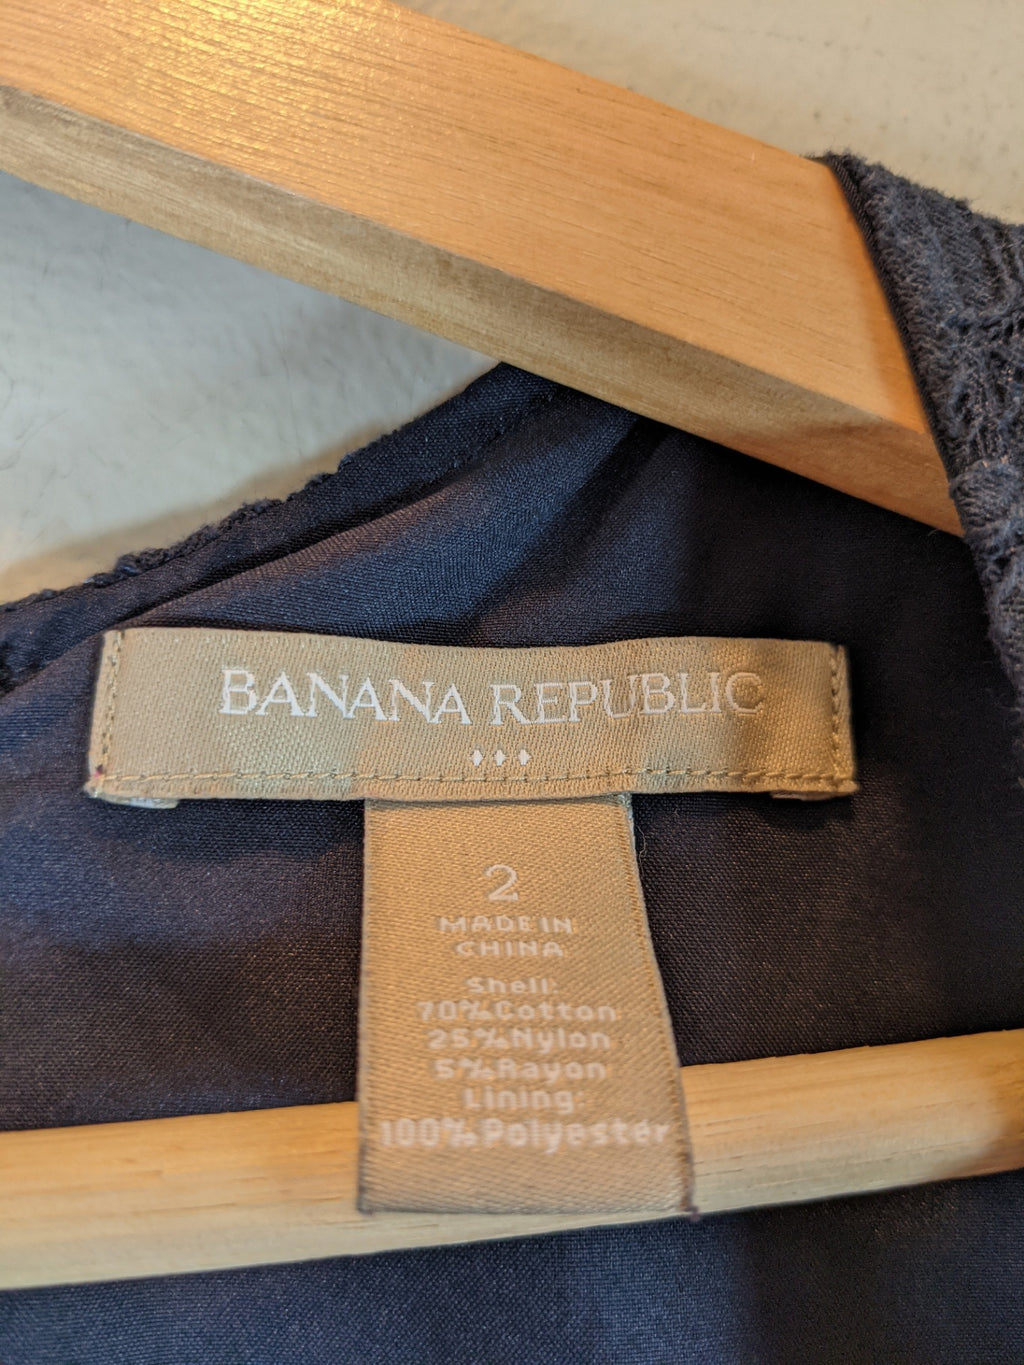 BANANA REPUBLIC
2
MADE IN
CHINA
Shell:
70% Cotton
25% Nylon
5% Rayon
Lining:
100% Polyester